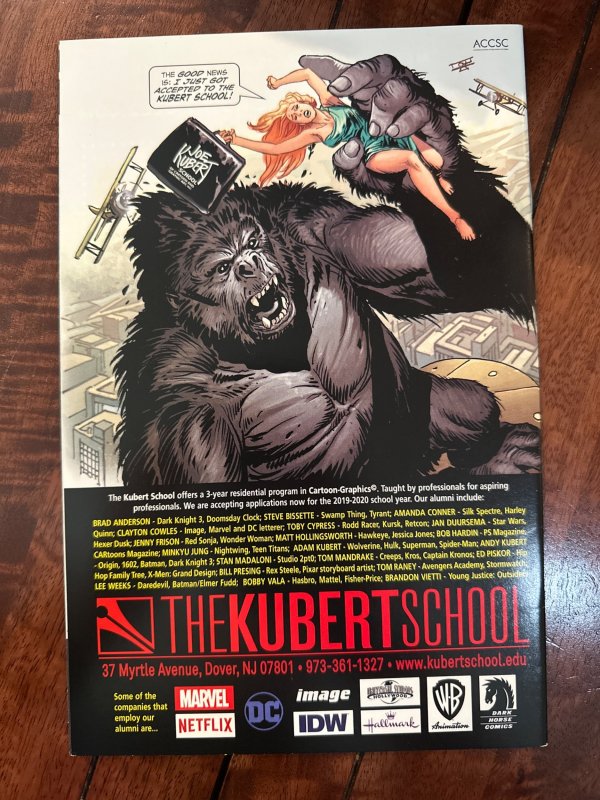 ACCSC
THE GOOD NEWS
IS: I JUST GOT
ACCEPTED TO THE
KUBERT SCHOOL!
JOE
KUBERT
SCHOOL
The Kubert School offers a 3-year residential program in Cartoon-Graphics©. Taught by professionals for aspiring
professionals. We are accepting applications now for the 2019-2020 school year. Our alumni include:
BRAD ANDERSON - Dark Knight 3, Doomsday Clock; STEVE BISSETTE - Swamp Thing, Tyrant; AMANDA CONNER - Silk Spectre, Harley
Quinn; CLAYTON COWLES - Image, Marvel and DC letterer; TOBY CYPRESS - Rodd Racer, Kursk, Retcon; JAN DUURSEMA - Star Wars,
Hexer Dusk; JENNY FRISON - Red Sonja, Wonder Woman; MATT HOLLINGSWORTH - Hawkeye, Jessica Jones; BOB HARDIN - PS Magazine,
CARtoons Magazine; MINKYU JUNG - Nightwing, Teen Titans; ADAM KUBERT - Wolverine, Hulk, Superman, Spider-Man; ANDY KUBERT
- Origin, 1602, Batman, Dark Knight 3; STAN MADALONI - Studio 2pt0; TOM MANDRAKE - Creeps, Kros, Captain Kronos; ED PISKOR - Hip
Hop Family Tree, X-Men: Grand Design; BILL PRESING - Rex Steele, Pixar storyboard artist; TOM RANEY - Avengers Academy, Stormwatch;
LEE WEEKS - Daredevil, Batman/Elmer Fudd; BOBBY VALA - Hasbro, Mattel, Fisher-Price; BRANDON VIETTI - Young Justice: Outsiders
THEKUBERTSCHOOL
37 Myrtle Avenue, Dover, NJ 07801 • 973-361-1327 • www.kubertschool.edu
Some of the
companies that
employ our
alumni are...
MARVEL
NETFLIX
DC
image
IDW
HOLLYWOOD
Hallmark
WB
Animation
DARK
HORSE
COMICS